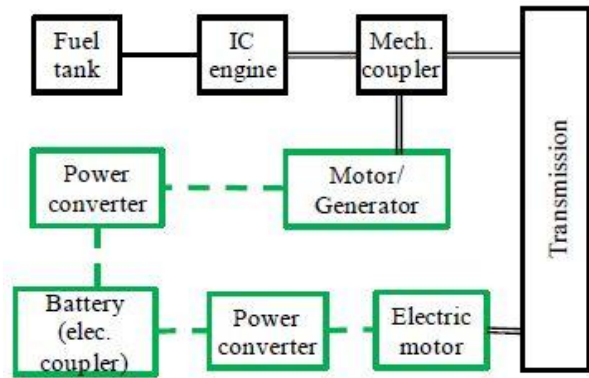 Fuel
tank
IC
engine
Mech.
coupler
Transmission
Power
converter
Motor/
Generator
Battery
(elec.
coupler)
Power
converter
Electric
motor